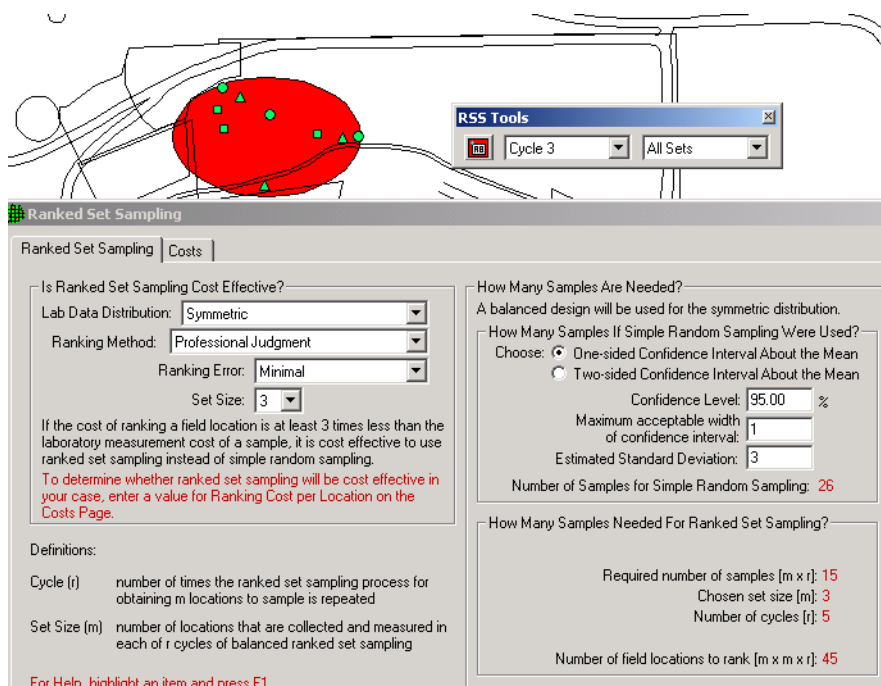 RSS Tools
RB Cycle 3 All Sets
Ranked Set Sampling
Ranked Set Sampling Costs
Is Ranked Set Sampling Cost Effective?
Lab Data Distribution: Symmetric
Ranking Method: Professional Judgment
Ranking Error: Minimal
Set Size: 3
If the cost of ranking a field location is at least 3 times less than the
laboratory measurement cost of a sample, it is cost effective to use
ranked set sampling instead of simple random sampling.
To determine whether ranked set sampling will be cost effective in
your case, enter a value for Ranking Cost per Location on the
Costs Page.
Definitions:
Cycle (r) number of times the ranked set sampling process for
obtaining m locations to sample is repeated
Set Size (m) number of locations that are collected and measured in
each of r cycles of balanced ranked set sampling
For Help, highlight an item and press F1
How Many Samples Are Needed?
A balanced design will be used for the symmetric distribution.
How Many Samples If Simple Random Sampling Were Used?
Choose: One-sided Confidence Interval About the Mean
Two-sided Confidence Interval About the Mean
Confidence Level: 95.00 %
Maximum acceptable width
of confidence interval: 1
Estimated Standard Deviation: 3
Number of Samples for Simple Random Sampling: 26
How Many Samples Needed For Ranked Set Sampling?
Required number of samples [m x r]: 15
Chosen set size [m]: 3
Number of cycles [r]: 5
Number of field locations to rank [m x m x r]: 45